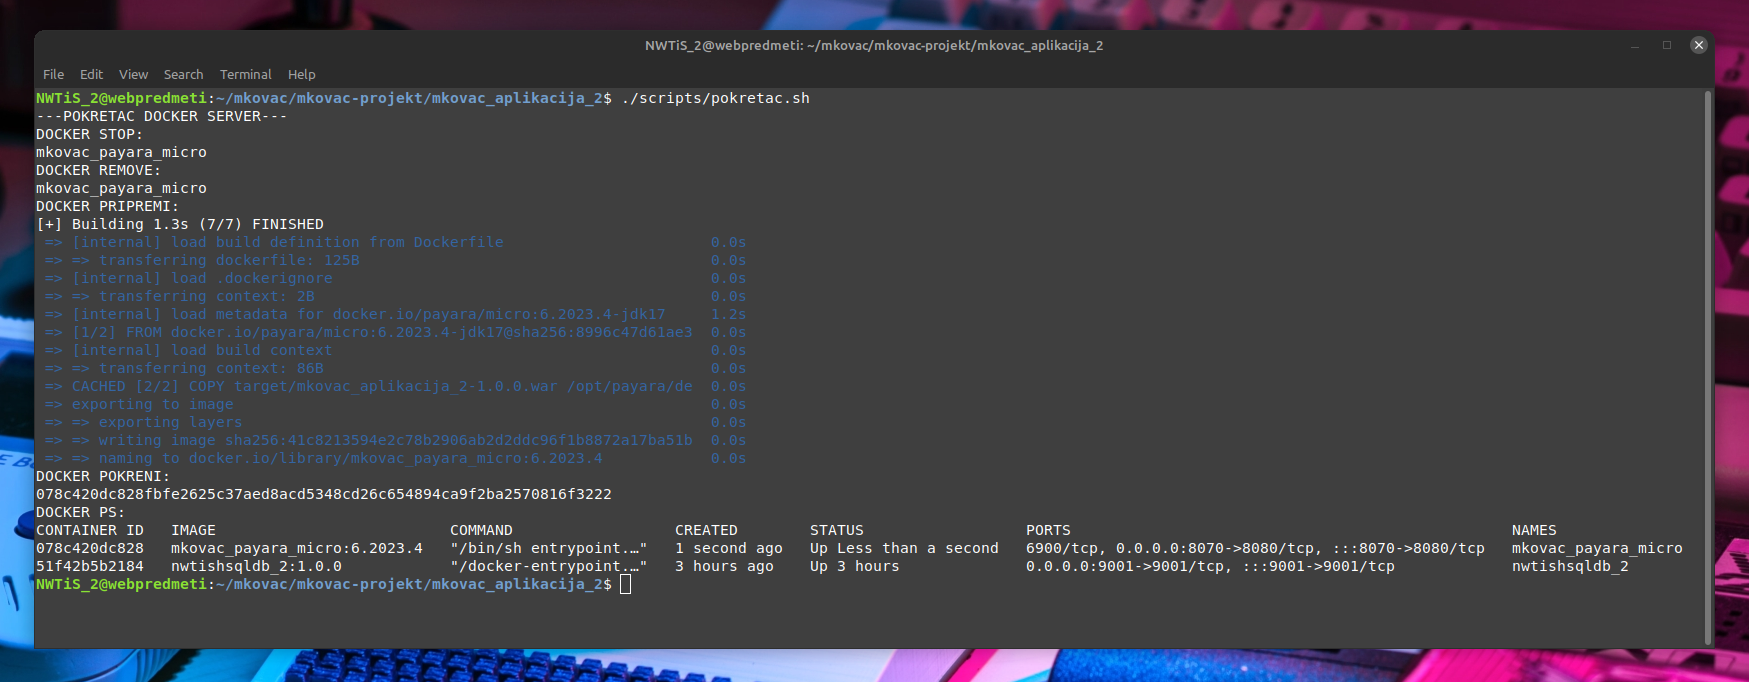 NWTiS_2@webpredmeti: ~/mkovac/mkovac-projekt/mkovac_aplikacija_2
File Edit View Search Terminal Help
NWTiS_2@webpredmeti:~/mkovac/mkovac-projekt/mkovac_aplikacija_2$ ./scripts/pokretac.sh
---POKRETAC DOCKER SERVER---
DOCKER STOP:
mkovac_payara_micro
DOCKER REMOVE:
mkovac_payara_micro
DOCKER PRIPREMI:
[+] Building 1.3s (7/7) FINISHED
=> [internal] load build definition from Dockerfile 0.0s
=> => transferring dockerfile: 125B 0.0s
=> [internal] load .dockerignore 0.0s
=> => transferring context: 2B 0.0s
=> [internal] load metadata for docker.io/payara/micro:6.2023.4-jdk17 1.2s
=> [1/2] FROM docker.io/payara/micro:6.2023.4-jdk17@sha256:8996c47d61ae3 0.0s
=> [internal] load build context 0.0s
=> => transferring context: 86B 0.0s
=> CACHED [2/2] COPY target/mkovac_aplikacija_2-1.0.0.war /opt/payara/de 0.0s
=> exporting to image 0.0s
=> => exporting layers 0.0s
=> => writing image sha256:41c8213594e2c78b2906ab2d2ddc96f1b8872a17ba51b 0.0s
=> => naming to docker.io/library/mkovac_payara_micro:6.2023.4 0.0s
DOCKER POKRENI:
078c420dc828fbfe2625c37aed8acd5348cd26c654894ca9f2ba2570816f3222
DOCKER PS:
CONTAINER ID IMAGE COMMAND CREATED STATUS PORTS NAMES
078c420dc828 mkovac_payara_micro:6.2023.4 "/bin/sh entrypoint.…" 1 second ago Up Less than a second 6900/tcp, 0.0.0.0:8070->8080/tcp, :::8070->8080/tcp mkovac_payara_micro
51f42b5b2184 nwtishsqldb_2:1.0.0 "/docker-entrypoint.…" 3 hours ago Up 3 hours 0.0.0.0:9001->9001/tcp, :::9001->9001/tcp nwtishsqldb_2
NWTiS_2@webpredmeti:~/mkovac/mkovac-projekt/mkovac_aplikacija_2$